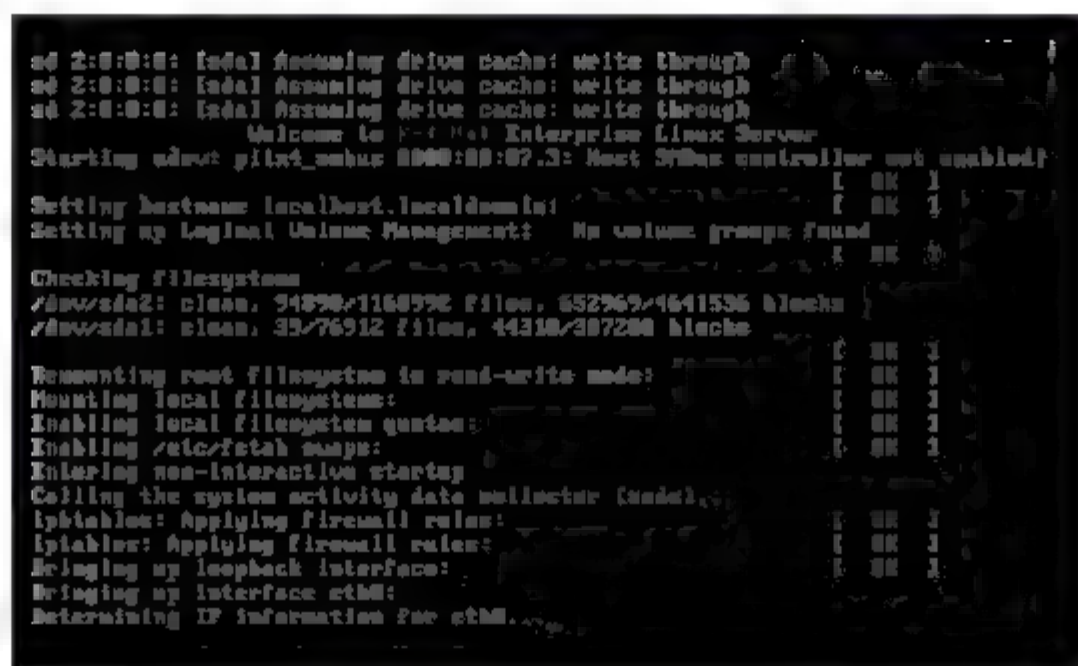 sd 2:0:0:0: [sda] Assuming drive cache: write through
sd 2:0:0:0: [sda] Assuming drive cache: write through
sd 2:0:0:0: [sda] Assuming drive cache: write through
Welcome to Red Hat Enterprise Linux Server
Starting udev: piix4_smbus 0000:00:07.3: Host SMBus controller not enabled!
[  OK  ]
Setting hostname localhost.localdomain: [  OK  ]
Setting up Logical Volume Management:   No volume groups found
[  OK  ]
Checking filesystems
/dev/sda2: clean, 94898/1160992 files, 652969/4641536 blocks
/dev/sda1: clean, 39/76912 files, 44310/307200 blocks
[  OK  ]
Remounting root filesystem in read-write mode: [  OK  ]
Mounting local filesystems: [  OK  ]
Enabling local filesystem quotas: [  OK  ]
Enabling /etc/fstab swaps: [  OK  ]
Entering non-interactive startup
Calling the system activity data collector (sadc)...
ip6tables: Applying firewall rules: [  OK  ]
iptables: Applying firewall rules: [  OK  ]
Bringing up loopback interface: [  OK  ]
Bringing up interface eth0:
Determining IP information for eth0...